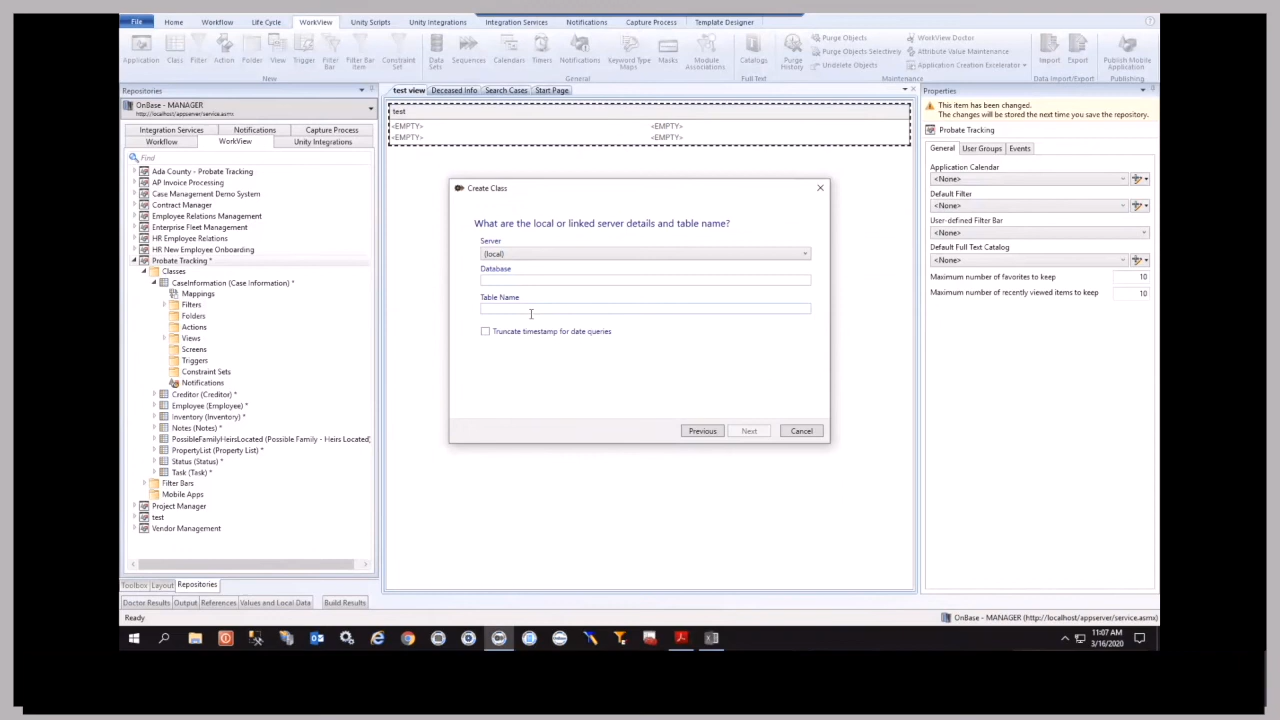 File Home Workflow Life Cycle WorkView Unity Scripts Unity Integrations Integration Services Notifications Capture Process Template Designer
Application Class Filter Action Folder View Trigger Filter Bar Filter Bar Item Constraint Set
New
Data Sets Sequences Calendars Timers Notifications Keyword Type Maps Masks Module Associations
General
Catalogs
Full Text
Purge History Purge Objects Purge Objects Selectively Undelete Objects WorkView Doctor Attribute Value Maintenance Application Creation Excelerator
Maintenance
Import Export
Data Import/Export
Publish Mobile Application
Publishing
Repositories
OnBase - MANAGER
http://localhost/appserver/service.asmx
Integration Services Notifications Capture Process
Workflow WorkView Unity Integrations
Find
Ada County - Probate Tracking
AP Invoice Processing
Case Management Demo System
Contract Manager
Employee Relations Management
Enterprise Fleet Management
HR Employee Relations
HR New Employee Onboarding
Probate Tracking *
Classes
CaseInformation (Case Information) *
Mappings
Filters
Folders
Actions
Views
Screens
Triggers
Constraint Sets
Notifications
Creditor (Creditor) *
Employee (Employee) *
Inventory (Inventory) *
Notes (Notes) *
PossibleFamilyHeirsLocated (Possible Family - Heirs Located)
PropertyList (Property List) *
Status (Status) *
Task (Task) *
Filter Bars
Mobile Apps
Project Manager
test
Vendor Management
Toolbox Layout Repositories
Doctor Results Output References Values and Local Data Build Results
Ready
test view Deceased Info Search Cases Start Page
test
<EMPTY> <EMPTY>
<EMPTY> <EMPTY>
Create Class
What are the local or linked server details and table name?
Server
(local)
Database
Table Name
Truncate timestamp for date queries
Previous Next Cancel
Properties
This item has been changed.
The changes will be stored the next time you save the repository.
Probate Tracking
General User Groups Events
Application Calendar
<None>
Default Filter
<None>
User-defined Filter Bar
<None>
Default Full Text Catalog
<None>
Maximum number of favorites to keep 10
Maximum number of recently viewed items to keep 10
OnBase - MANAGER (http://localhost/appserver/service.asmx)
11:07 AM
3/16/2020